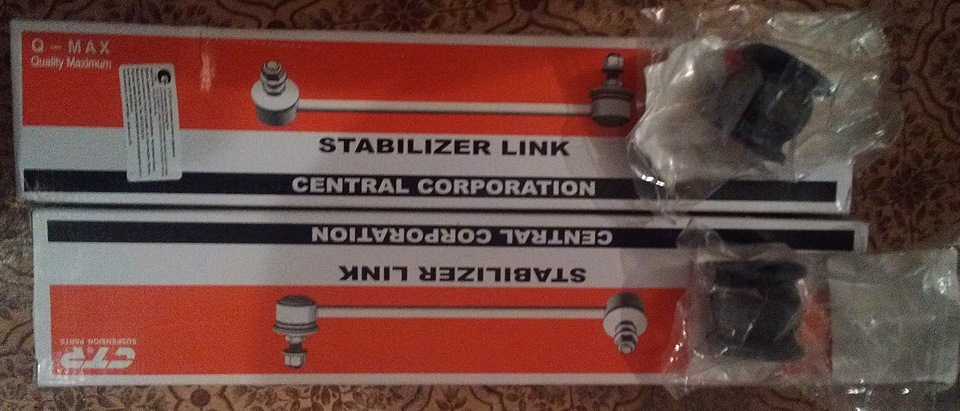 Q-MAX
Quality Maximum
STABILIZER LINK
CENTRAL CORPORATION
CENTRAL CORPORATION
STABILIZER LINK
CTR
SUSPENSION PARTS